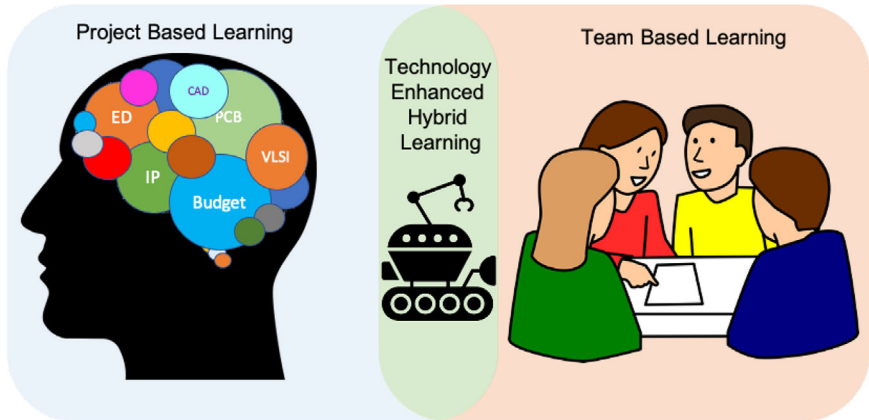 Project Based Learning
Technology
Enhanced
Hybrid
Learning
Team Based Learning
CAD
ED
PCB
VLSI
IP
Budget